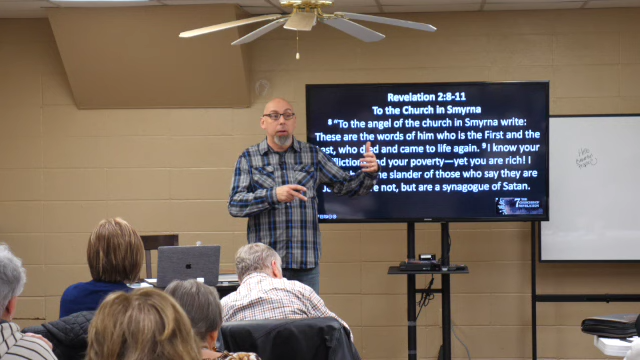 Revelation 2:8-11
To the Church in Smyrna
8 "To the angel of the church in Smyrna write:
These are the words of him who is the First and the
who died and came to life again. 9 I know your
and your poverty—yet you are rich! I
the slander of those who say they are
are not, but are a synagogue of Satan.
7
REVELATION